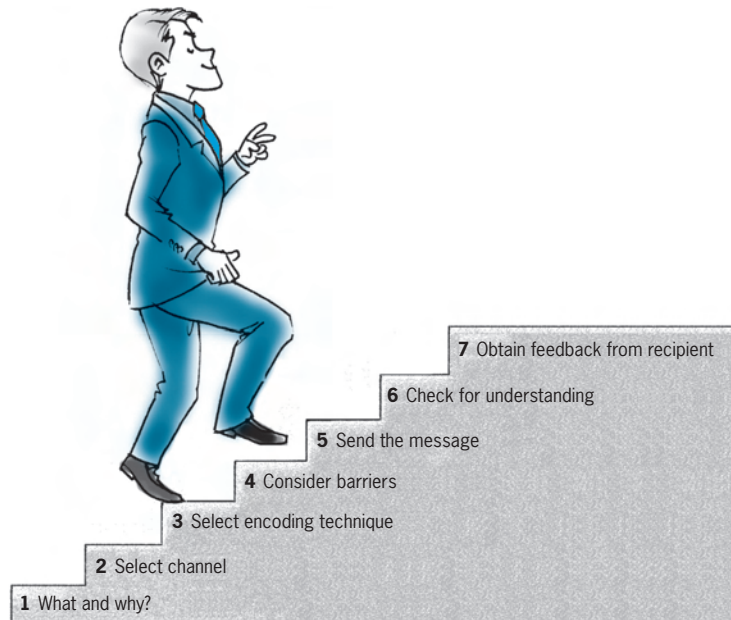 7 Obtain feedback from recipient
6 Check for understanding
5 Send the message
4 Consider barriers
3 Select encoding technique
2 Select channel
1 What and why?